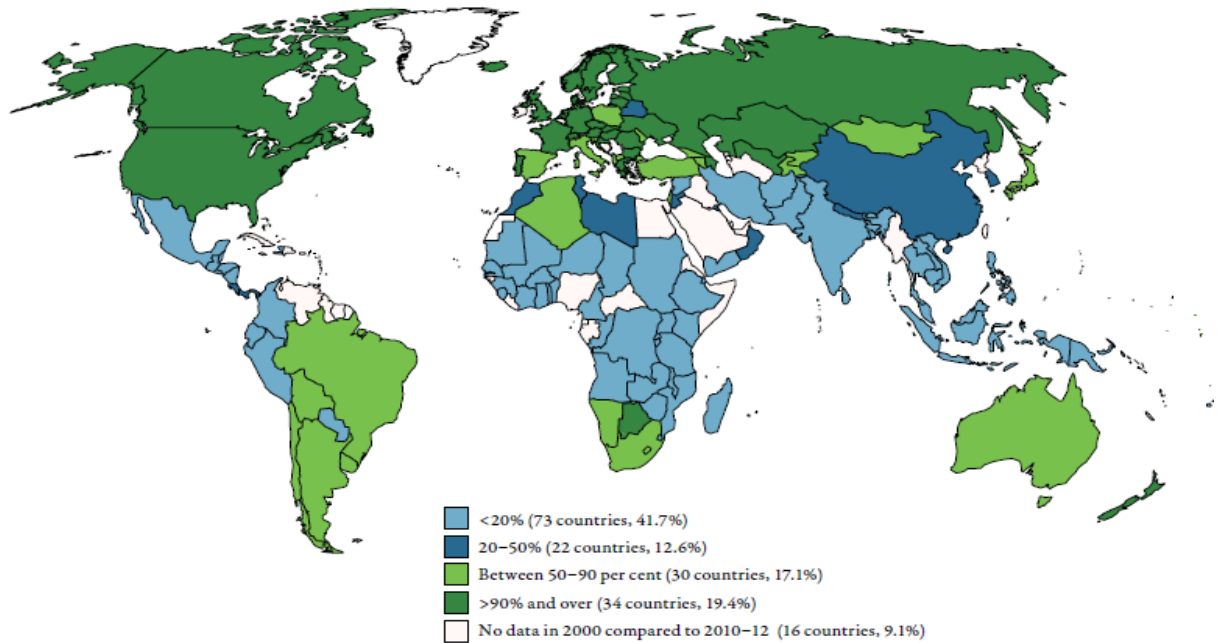 <20% (73 countries, 41.7%)
20–50% (22 countries, 12.6%)
Between 50–90 per cent (30 countries, 17.1%)
>90% and over (34 countries, 19.4%)
No data in 2000 compared to 2010–12 (16 countries, 9.1%)